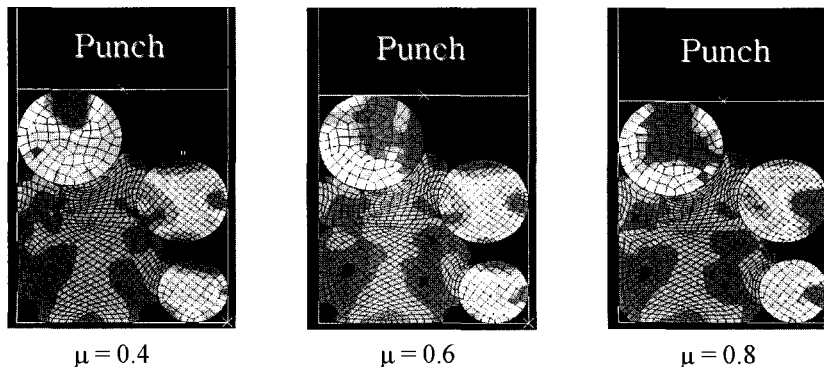 Punch
Punch
Punch
μ = 0.4
μ = 0.6
μ = 0.8